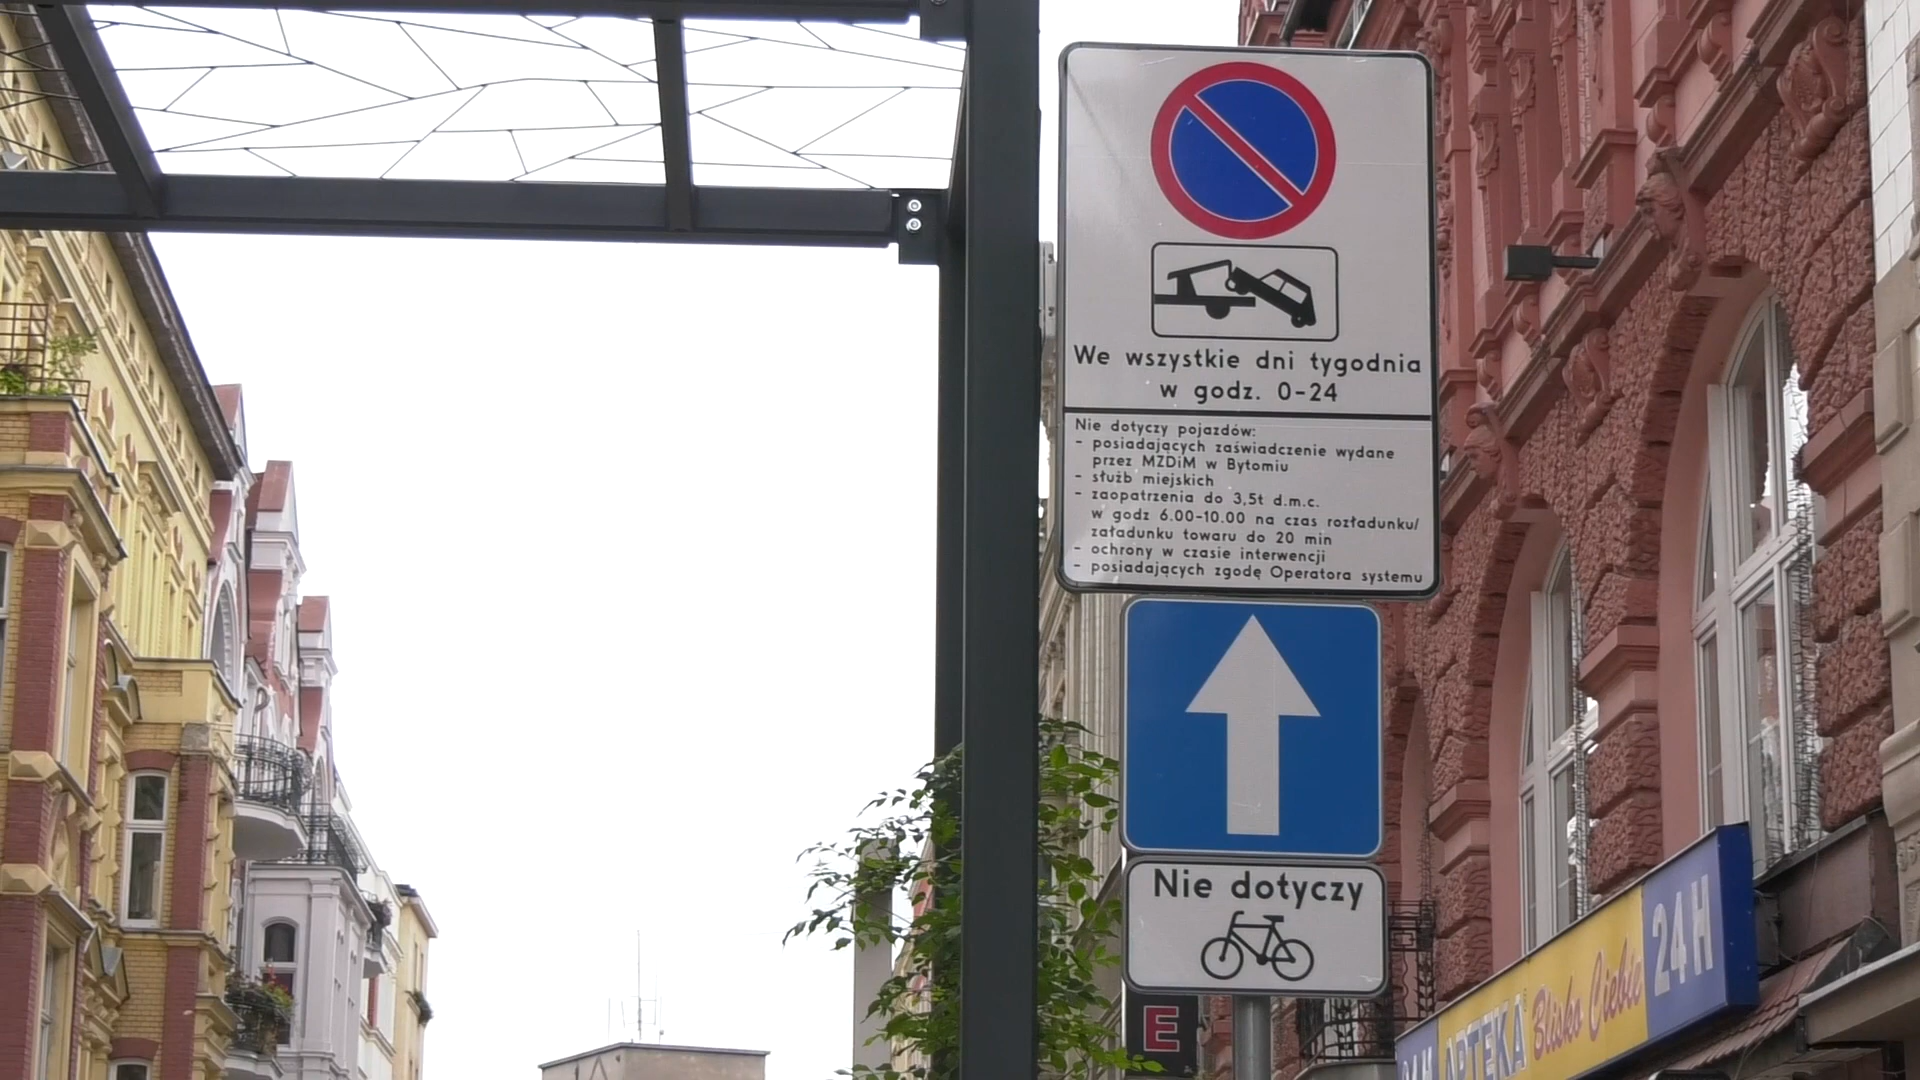 We wszystkie dni tygodnia
w godz. 0-24
Nie dotyczy pojazdów:
- posiadających zaświadczenie wydane
przez MZDiM w Bytomiu
- służb miejskich
- zaopatrzenia do 3,5t d.m.c.
w godz 6.00-10.00 na czas rozładunku/
załadunku towaru do 20 min
- ochrony w czasie interwencji
- posiadających zgodę Operatora systemu
Nie dotyczy
E
APTEKA Blisko Ciebie 24H